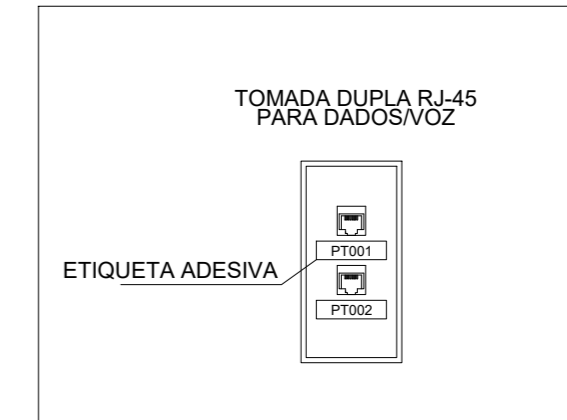 TOMADA DUPLA RJ-45
PARA DADOS/VOZ
PT001
ETIQUETA ADESIVA
PT002